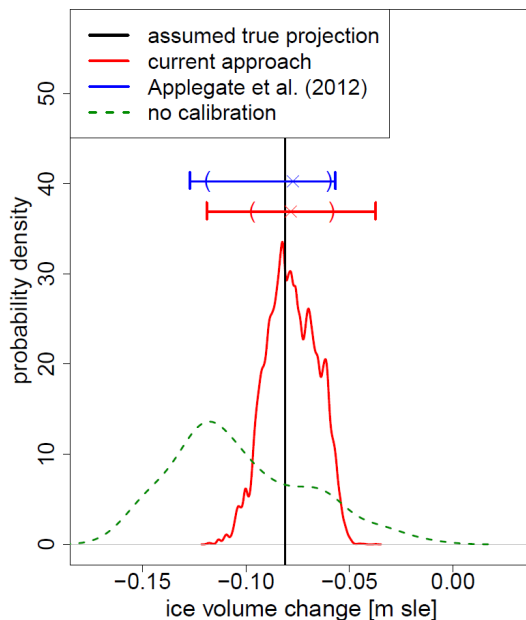 assumed true projection
current approach
Applegate et al. (2012)
no calibration
50
40
30
20
10
0
probability density
−0.15 −0.10 −0.05 0.00
ice volume change [m sle]